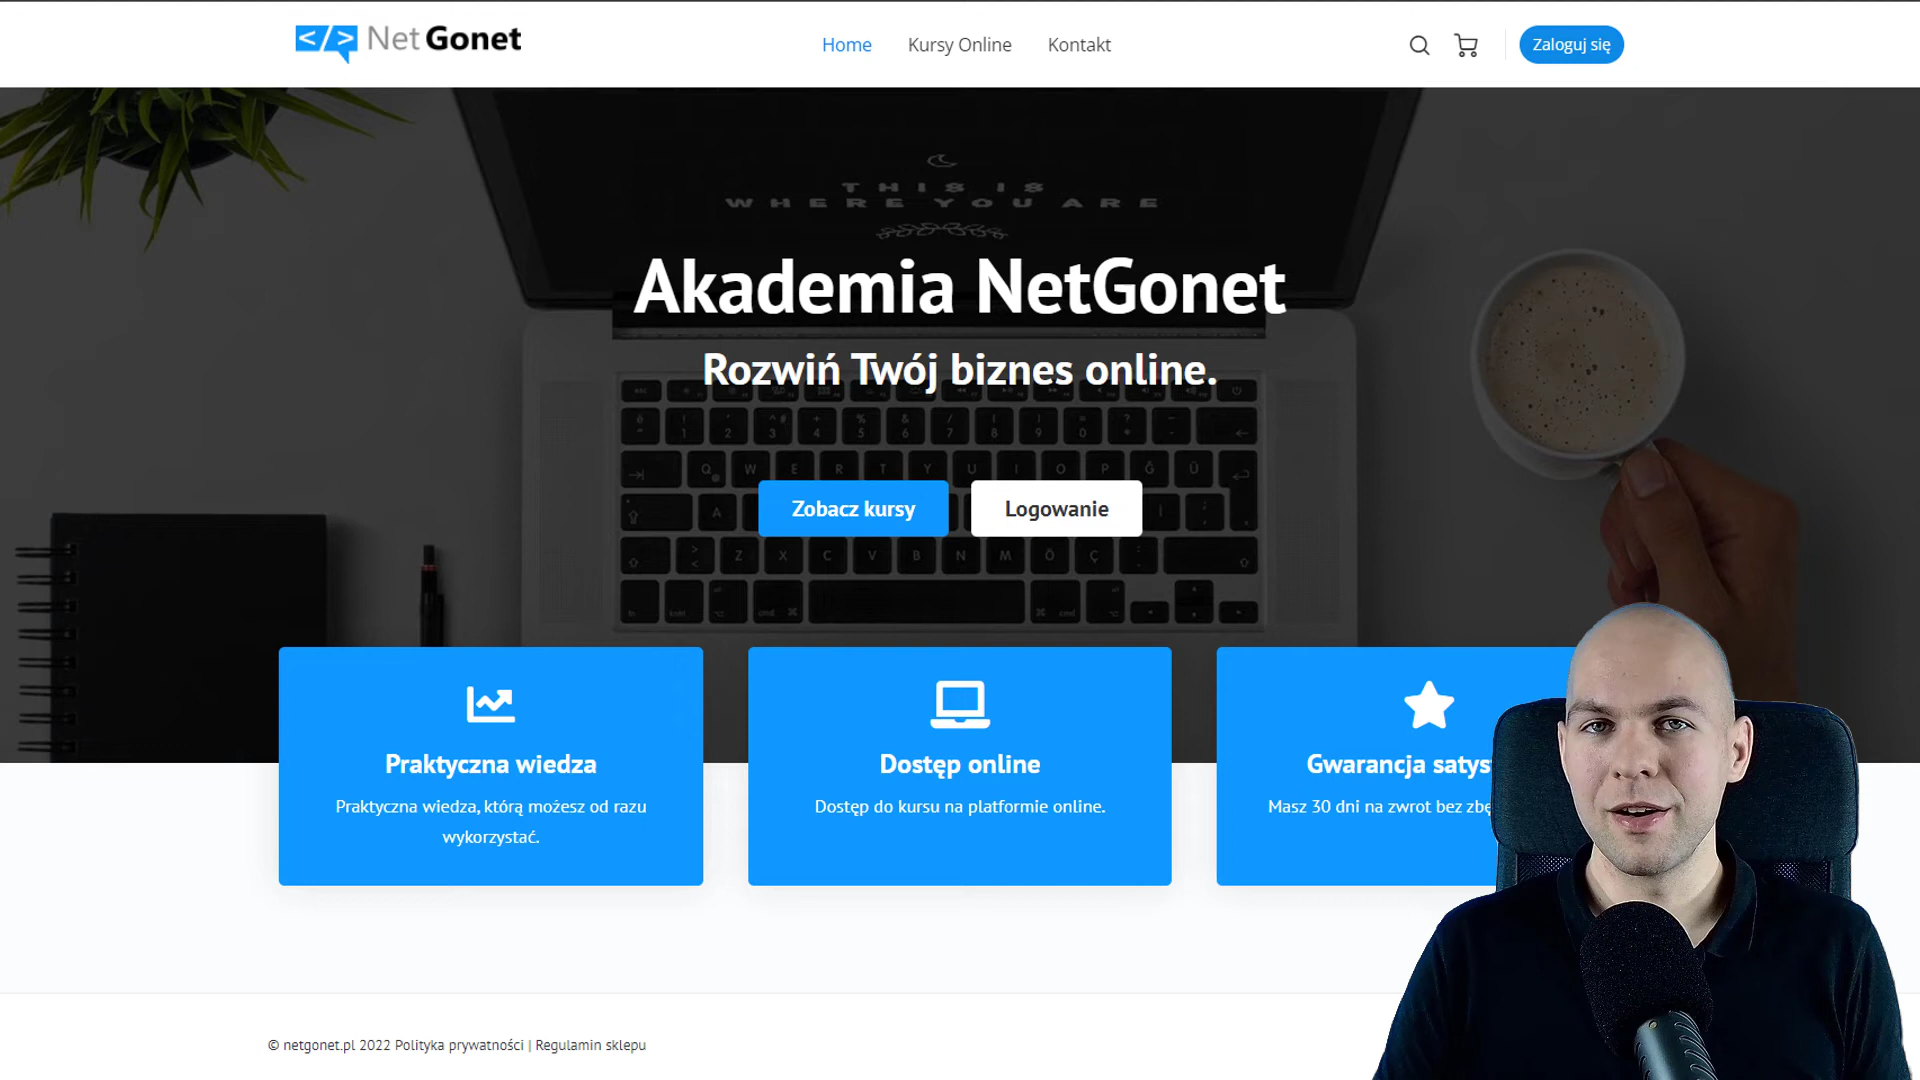 </> Net Gonet
Home
Kursy Online
Kontakt
Zaloguj się
THIS IS
WHERE YOU ARE
Akademia NetGonet
Rozwiń Twój biznes online.
Zobacz kursy
Logowanie
Praktyczna wiedza
Praktyczna wiedza, którą możesz od razu
wykorzystać.
Dostęp online
Dostęp do kursu na platformie online.
Gwarancja
Masz 30 dni na zwrot bez
© netgonet.pl 2022 Polityka prywatności | Regulamin sklepu